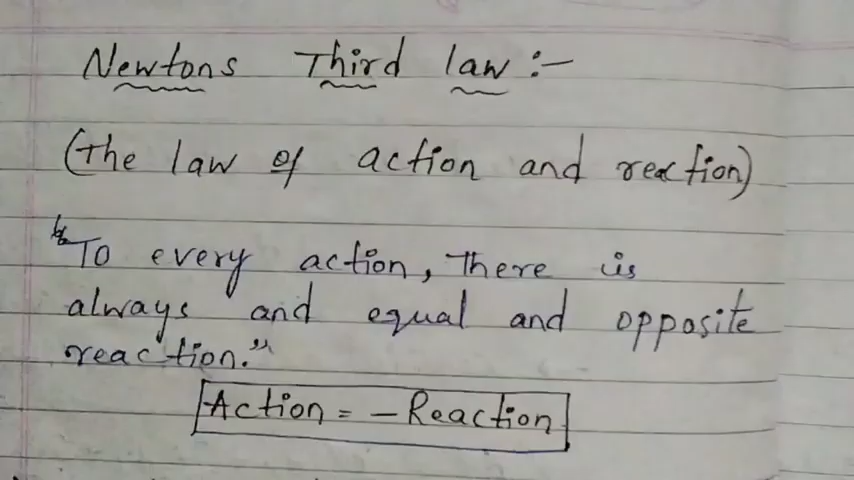 Newtons Third law :-
(The law of action and reaction)
"To every action, There is
always and equal and opposite
reaction."
Action = - Reaction